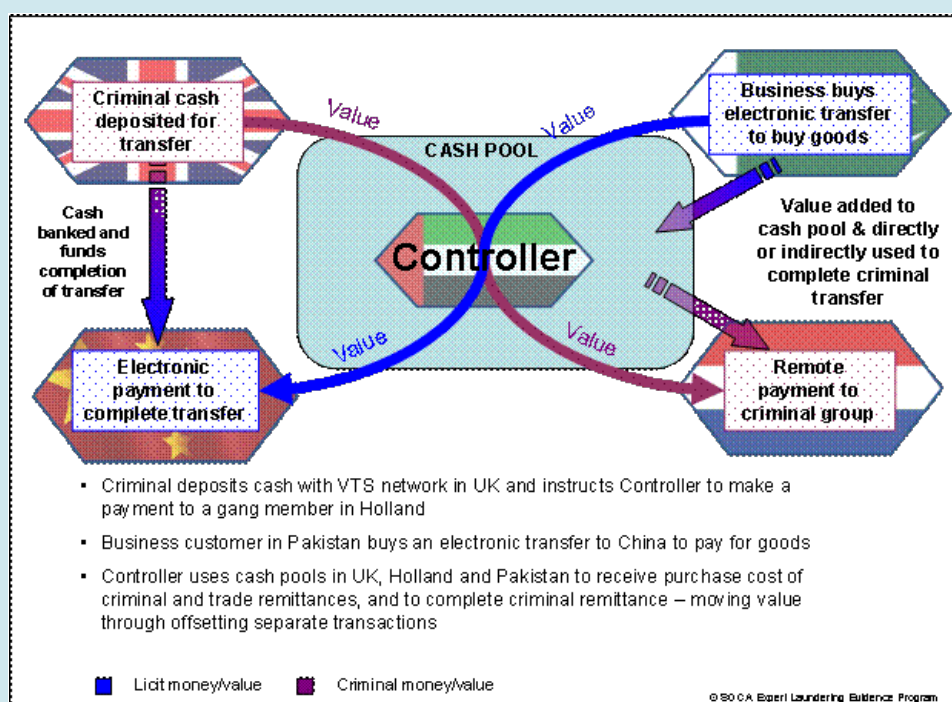 Criminal cash
deposited for
transfer
Value
Value
Business buys
electronic transfer
to buy goods
CASH POOL
Cash
banked and
funds
completion
of transfer
Controller
Value added to
cash pool & directly
or indirectly used to
complete criminal
transfer
Value
Value
Electronic
payment to
complete transfer
Remote
payment to
criminal group
▪ Criminal deposits cash with VTS network in UK and instructs Controller to make a
payment to a gang member in Holland
▪ Business customer in Pakistan buys an electronic transfer to China to pay for goods
▪ Controller uses cash pools in UK, Holland and Pakistan to receive purchase cost of
criminal and trade remittances, and to complete criminal remittance – moving value
through offsetting separate transactions
Licit money/value
Criminal money/value
© SOCA Expert Laundering Evidence Program